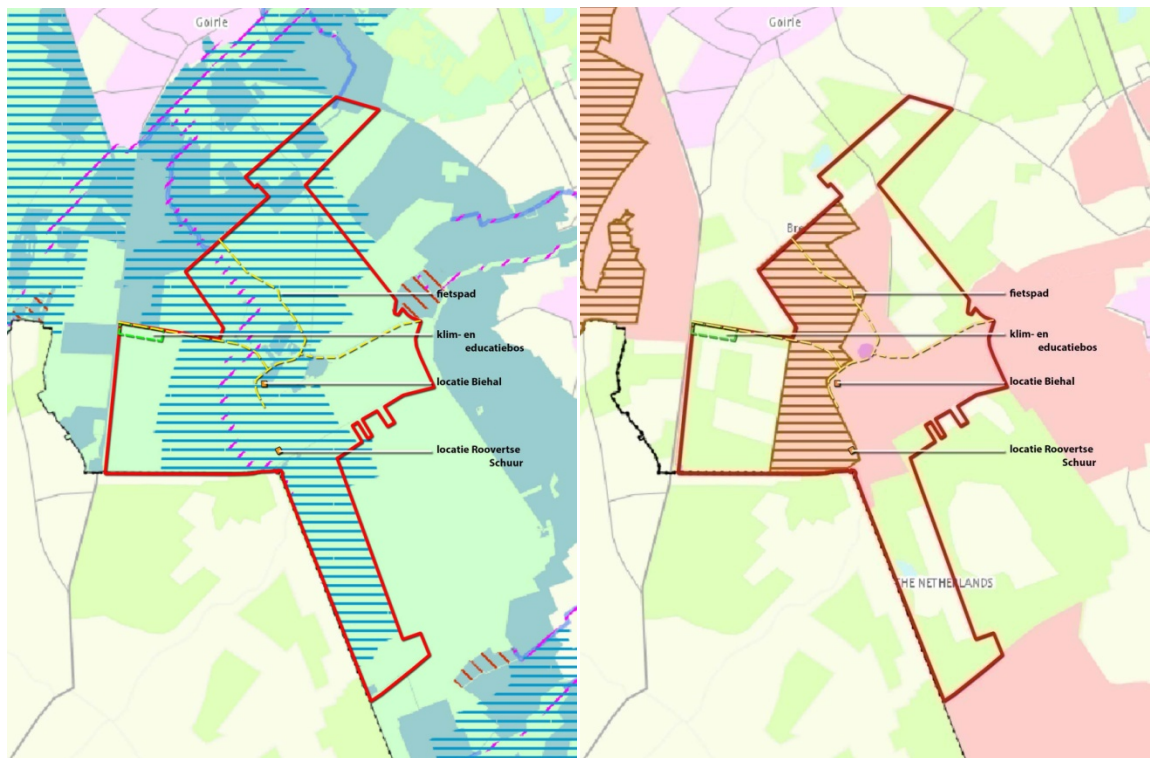 Goirle
fietspad
klim- en
educatiebos
locatie Biehal
locatie Roovertse
Schuur
Goirle
Bre
fietspad
klim- en
educatiebos
locatie Biehal
locatie Roovertse
Schuur
THE NETHERLANDS